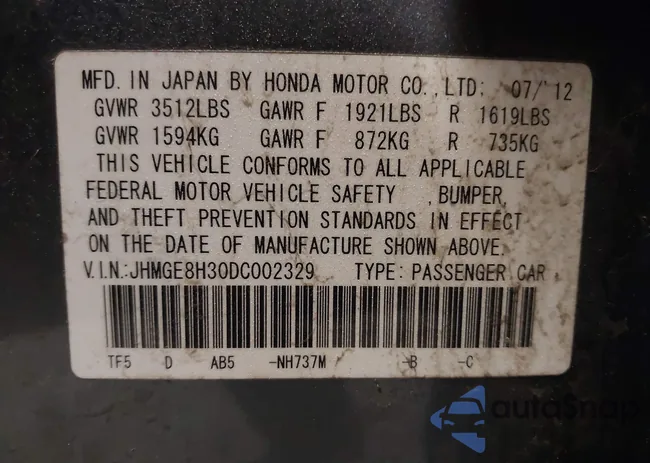 MFD. IN JAPAN BY HONDA MOTOR CO., LTD: 07/12
GVWR 3512LBS GAWR F 1921LBS R 1619LBS
GVWR 1594KG GAWR F 872KG R 735KG
THIS VEHICLE CONFORMS TO ALL APPLICABLE
FEDERAL MOTOR VEHICLE SAFETY , BUMPER,
AND THEFT PREVENTION STANDARDS IN EFFECT
ON THE DATE OF MANUFACTURE SHOWN ABOVE.
V.I.N.:JHMGE8H30DC002329 TYPE: PASSENGER CAR
TF5 D AB5 -NH737M -B -C
autoSnap